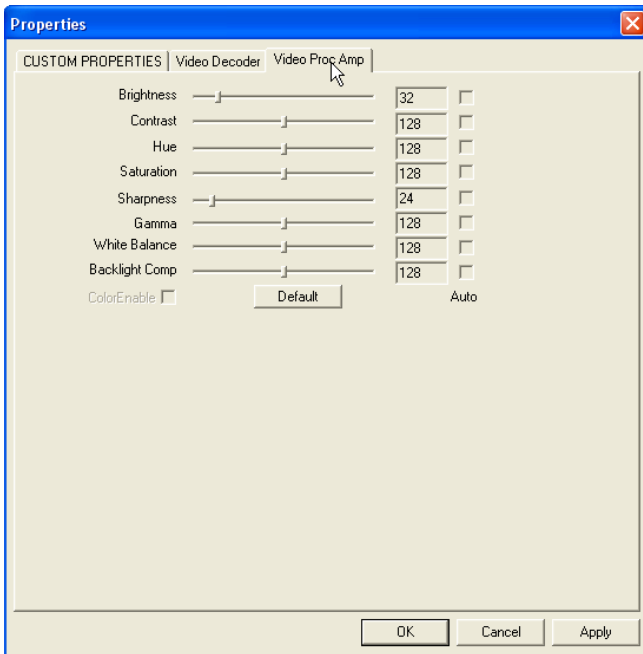 Properties
CUSTOM PROPERTIES Video Decoder Video Proc Amp
Brightness 32
Contrast 128
Hue 128
Saturation 128
Sharpness 24
Gamma 128
White Balance 128
Backlight Comp 128
ColorEnable Default Auto
OK Cancel Apply